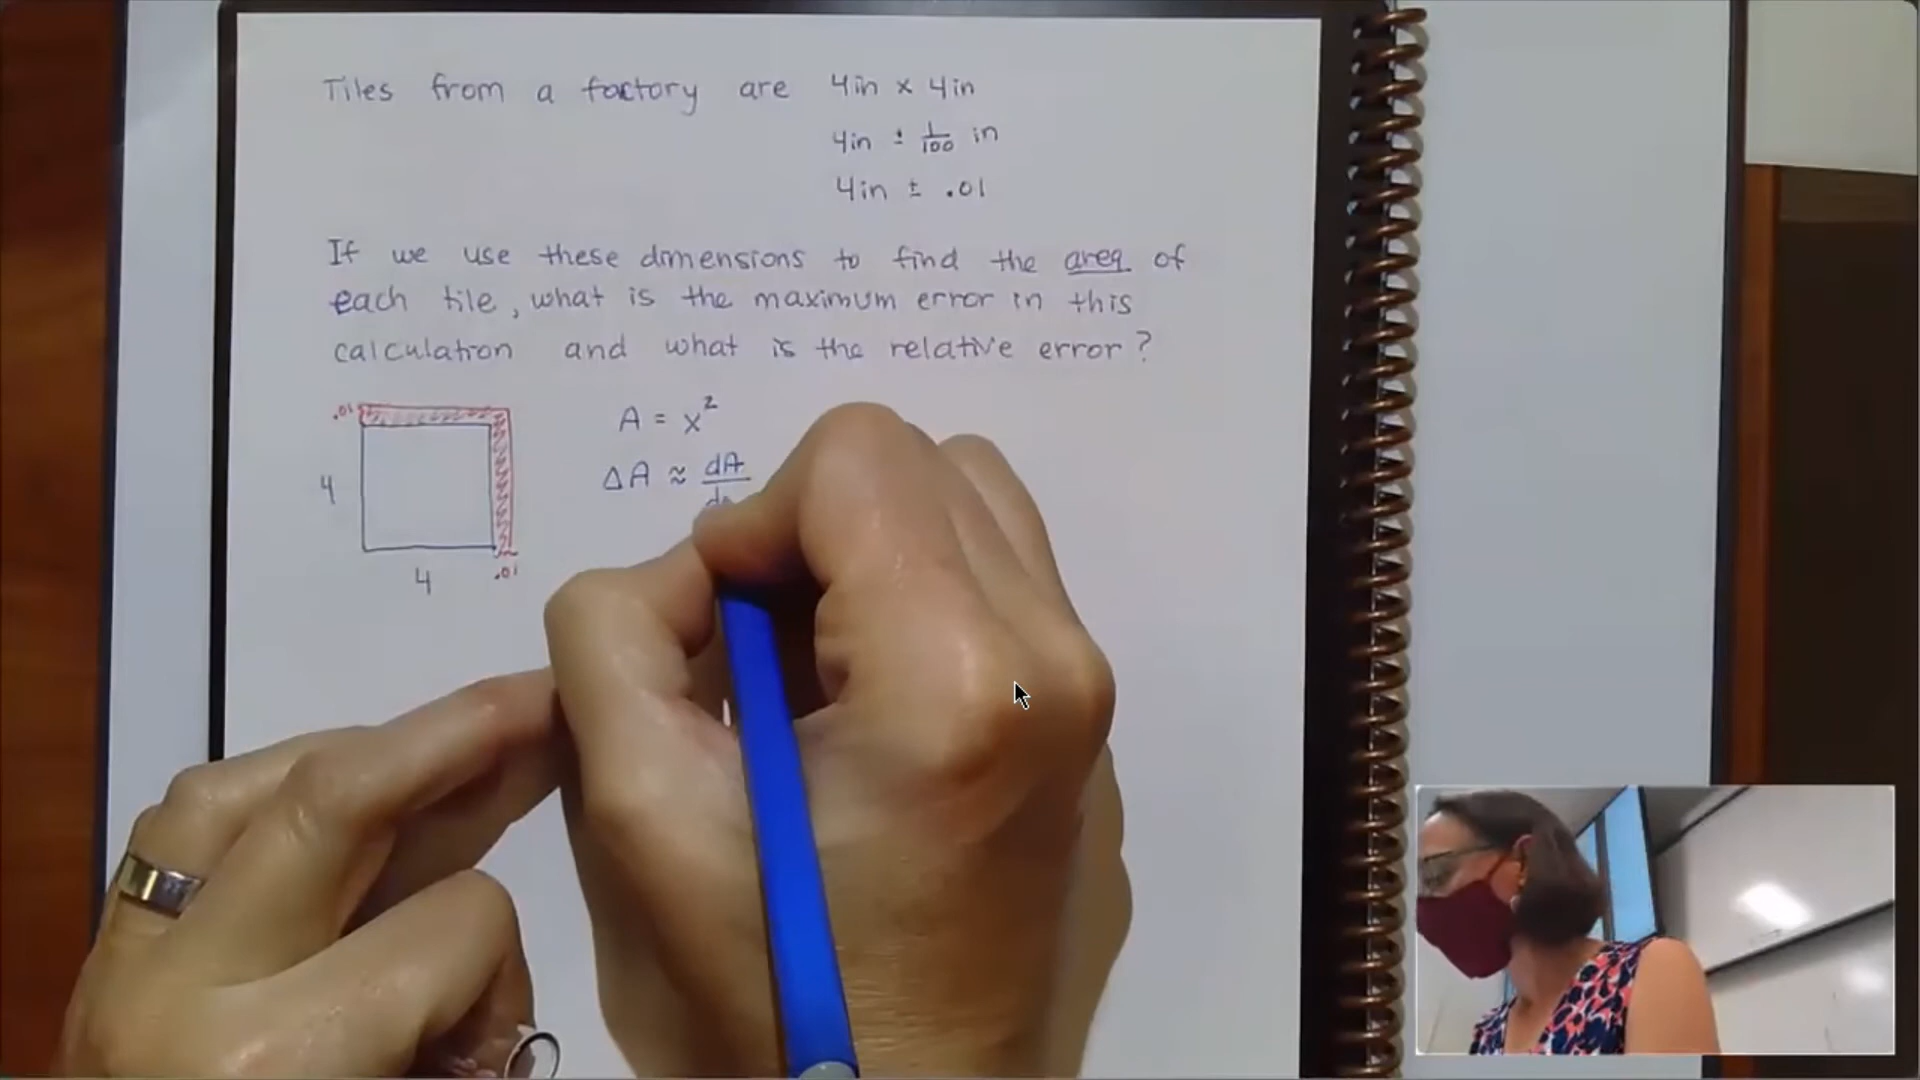 Tiles from a factory are 4in x 4in
4in ± 1/100 in
4in ± .01
If we use these dimensions to find the area of
each tile, what is the maximum error in this
calculation and what is the relative error?
.01
4
4
.01
A = x²
ΔA ≈ dA